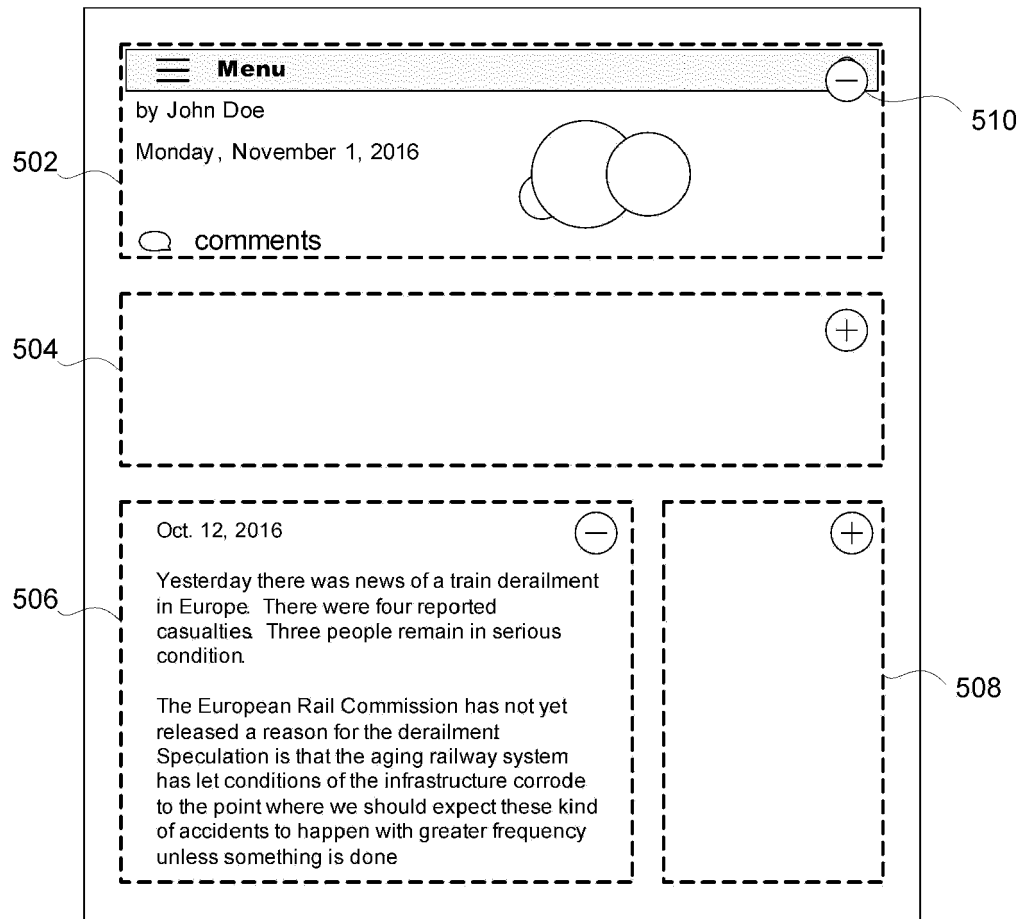 Menu
510
by John Doe
Monday, November 1, 2016
502
comments
504
Oct. 12, 2016
Yesterday there was news of a train derailment
in Europe. There were four reported
506
casualties. Three people remain in serious
condition.
508
The European Rail Commission has not yet
released a reason for the derailment
Speculation is that the aging railway system
has let conditions of the infrastructure corrode
to the point where we should expect these kind
of accidents to happen with greater frequency
unless something is done